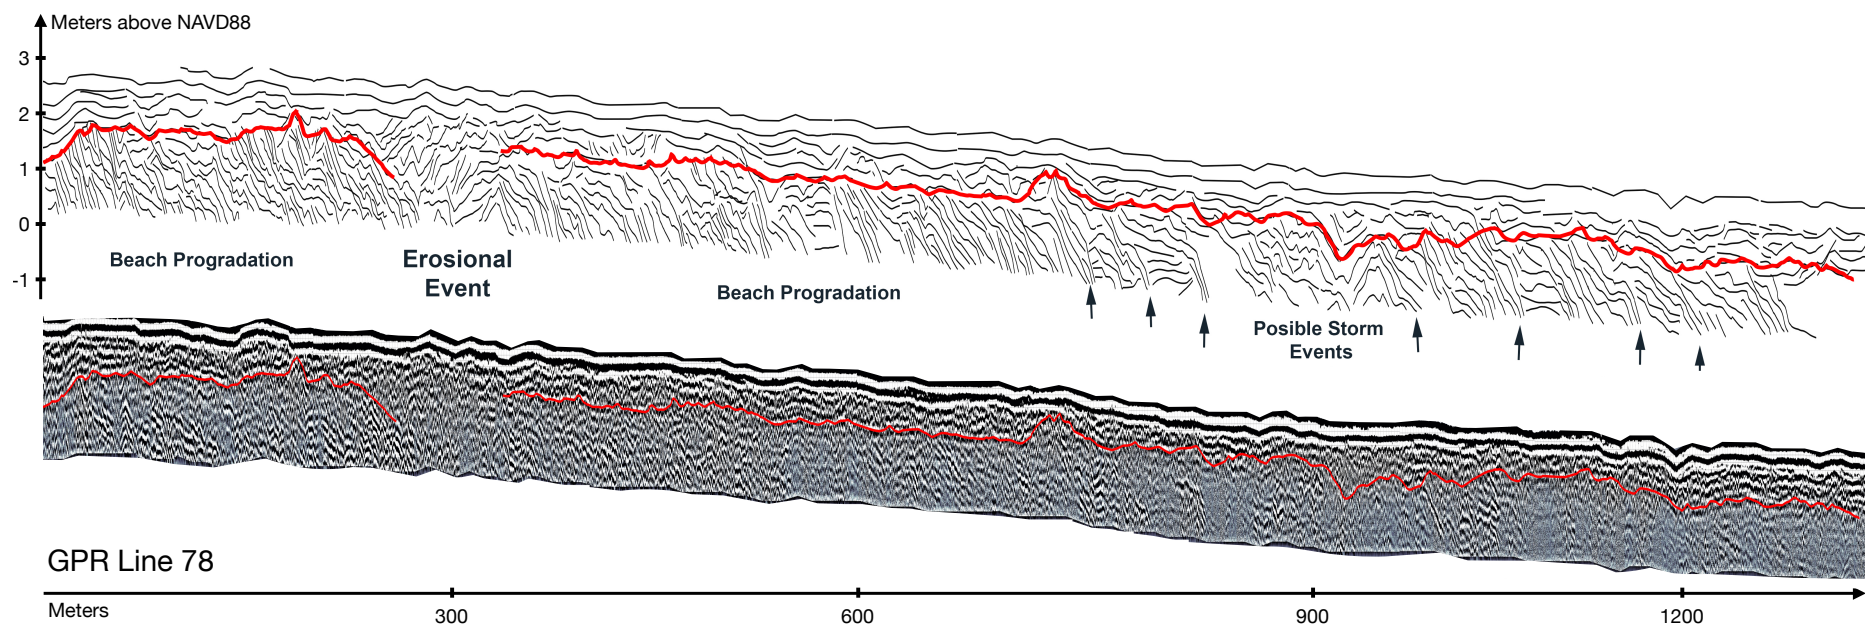 Meters above NAVD88
3
2
1
0
-1
Beach Progradation
Erosional
Event
Beach Progradation
Posible Storm
Events
GPR Line 78
Meters
300
600
900
1200